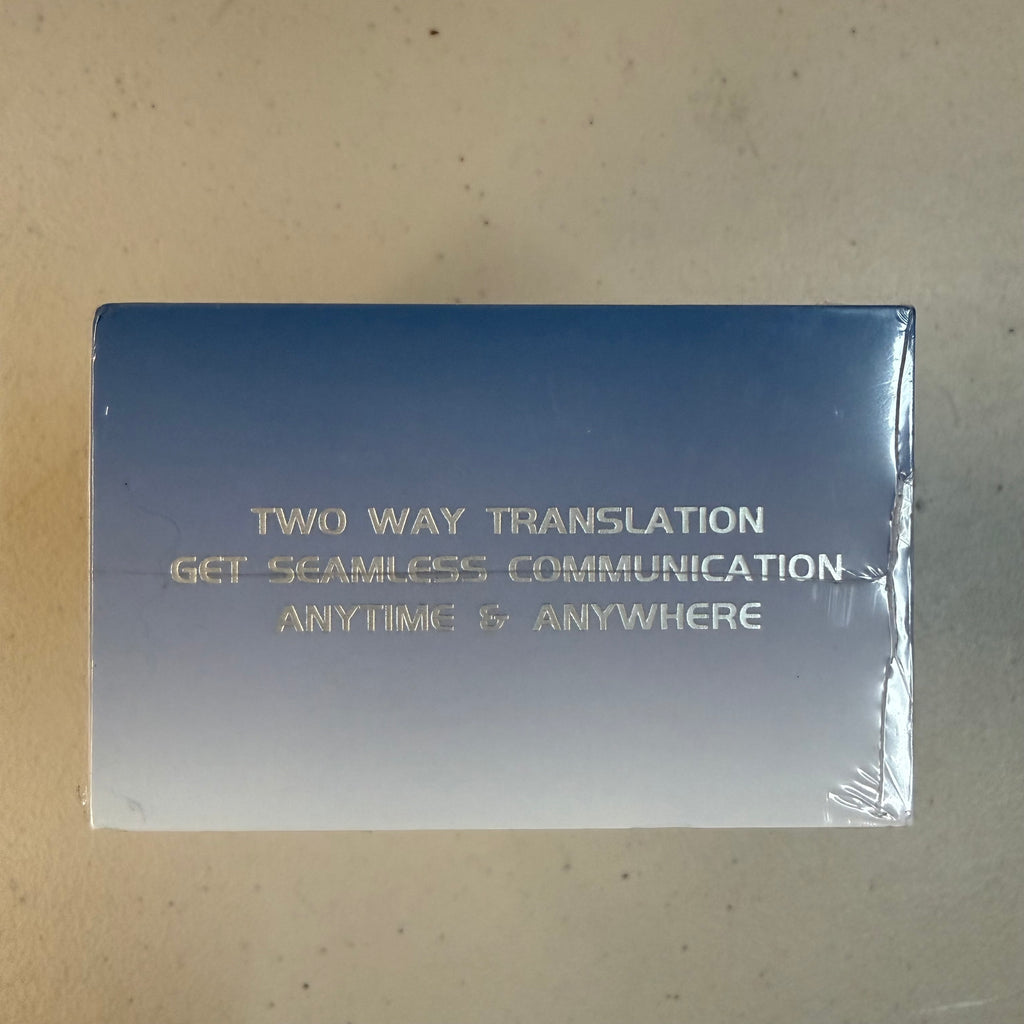 TWO WAY TRANSLATION
GET SEAMLESS COMMUNICATION
ANYTIME & ANYWHERE